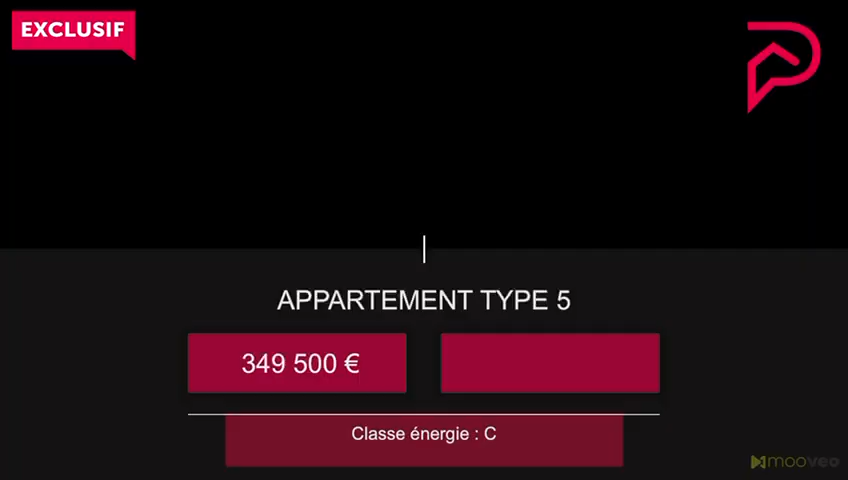 EXCLUSIF
APPARTEMENT TYPE 5
349 500 €
Classe énergie : C
mooveo